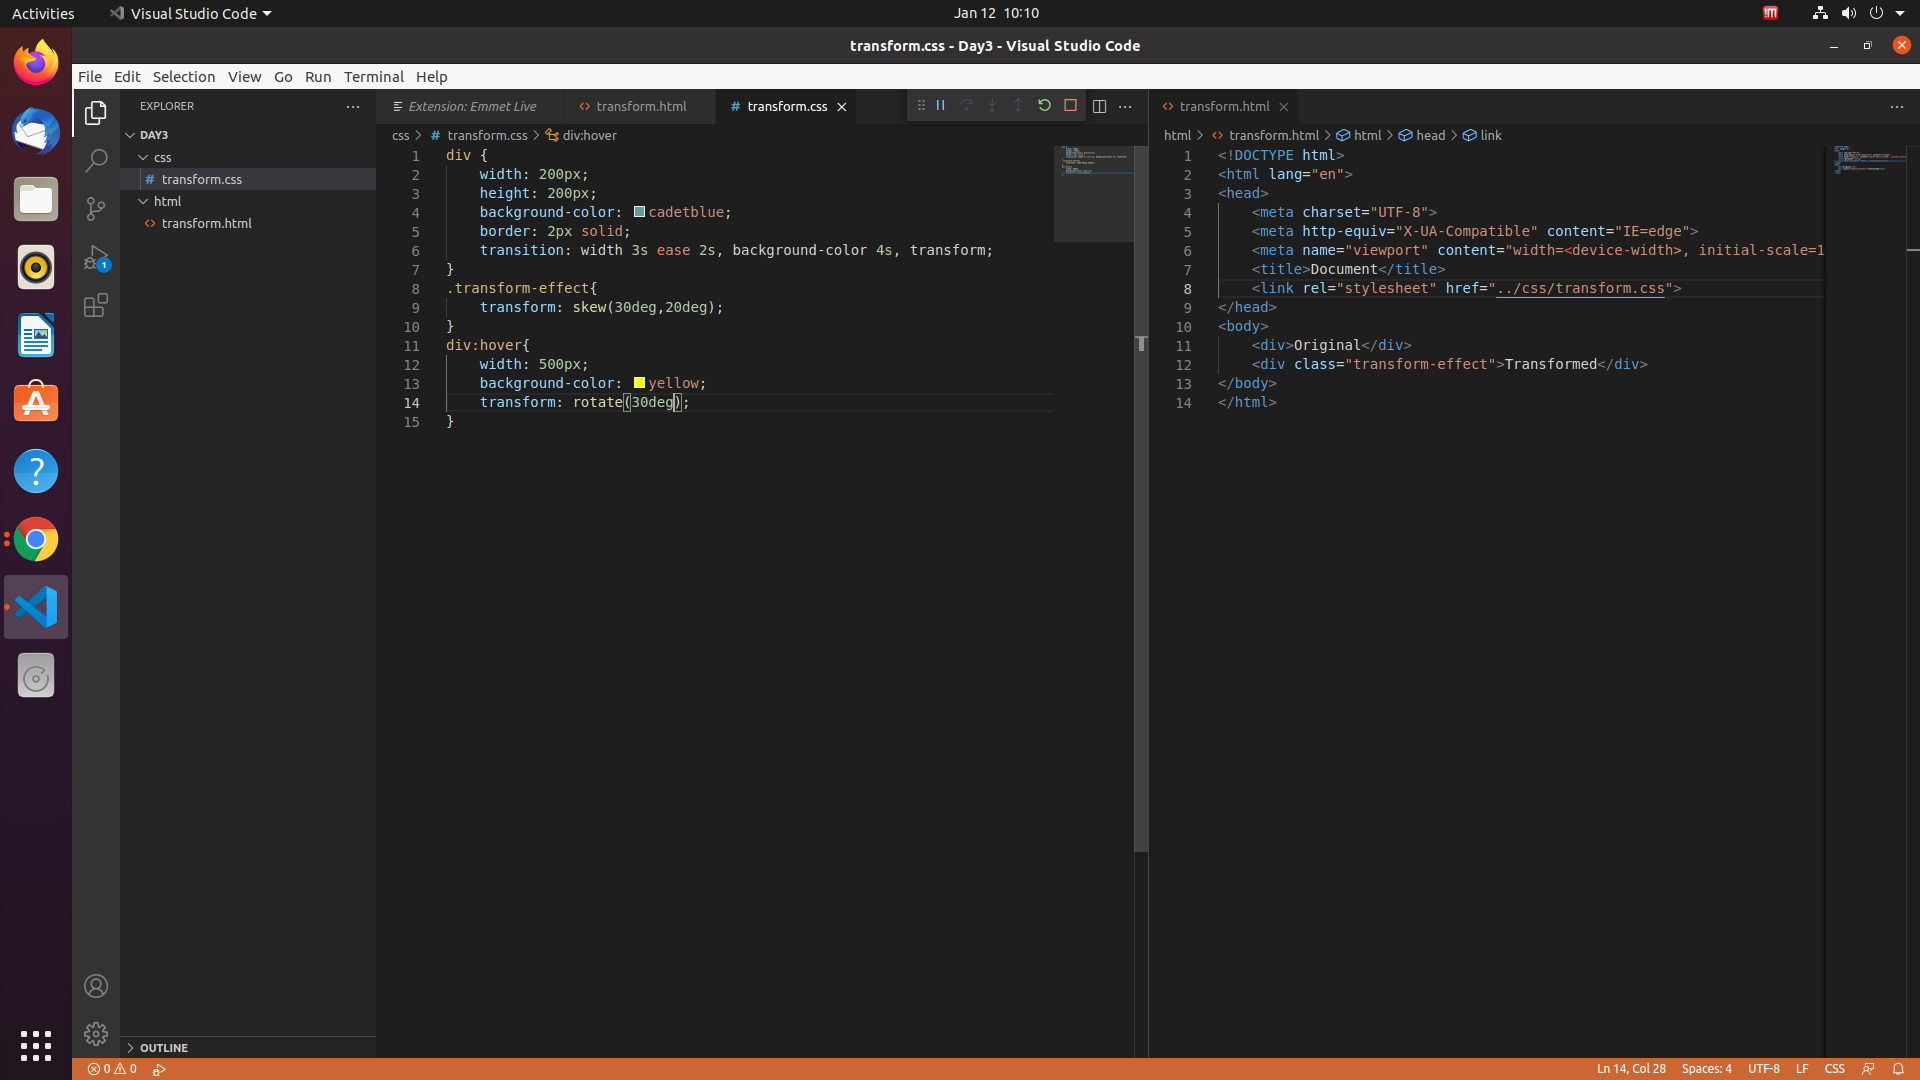 Activities Visual Studio Code Jan 12 10:10
transform.css - Day3 - Visual Studio Code
File Edit Selection View Go Run Terminal Help
EXPLORER
DAY3
css
# transform.css
html
<> transform.html
OUTLINE
1
Extension: Emmet Live <> transform.html # transform.css
css > # transform.css > div:hover
1 div {
2     width: 200px;
3     height: 200px;
4     background-color: cadetblue;
5     border: 2px solid;
6     transition: width 3s ease 2s, background-color 4s, transform;
7 }
8 .transform-effect{
9     transform: skew(30deg,20deg);
10 }
11 div:hover{
12     width: 500px;
13     background-color: yellow;
14     transform: rotate(30deg);
15 }
<> transform.html
html > <> transform.html > html > head > link
1 <!DOCTYPE html>
2 <html lang="en">
3 <head>
4     <meta charset="UTF-8">
5     <meta http-equiv="X-UA-Compatible" content="IE=edge">
6     <meta name="viewport" content="width=<device-width>, initial-scale=1
7     <title>Document</title>
8     <link rel="stylesheet" href="../css/transform.css">
9 </head>
10 <body>
11     <div>Original</div>
12     <div class="transform-effect">Transformed</div>
13 </body>
14 </html>
0 0 Ln 14, Col 28 Spaces: 4 UTF-8 LF CSS